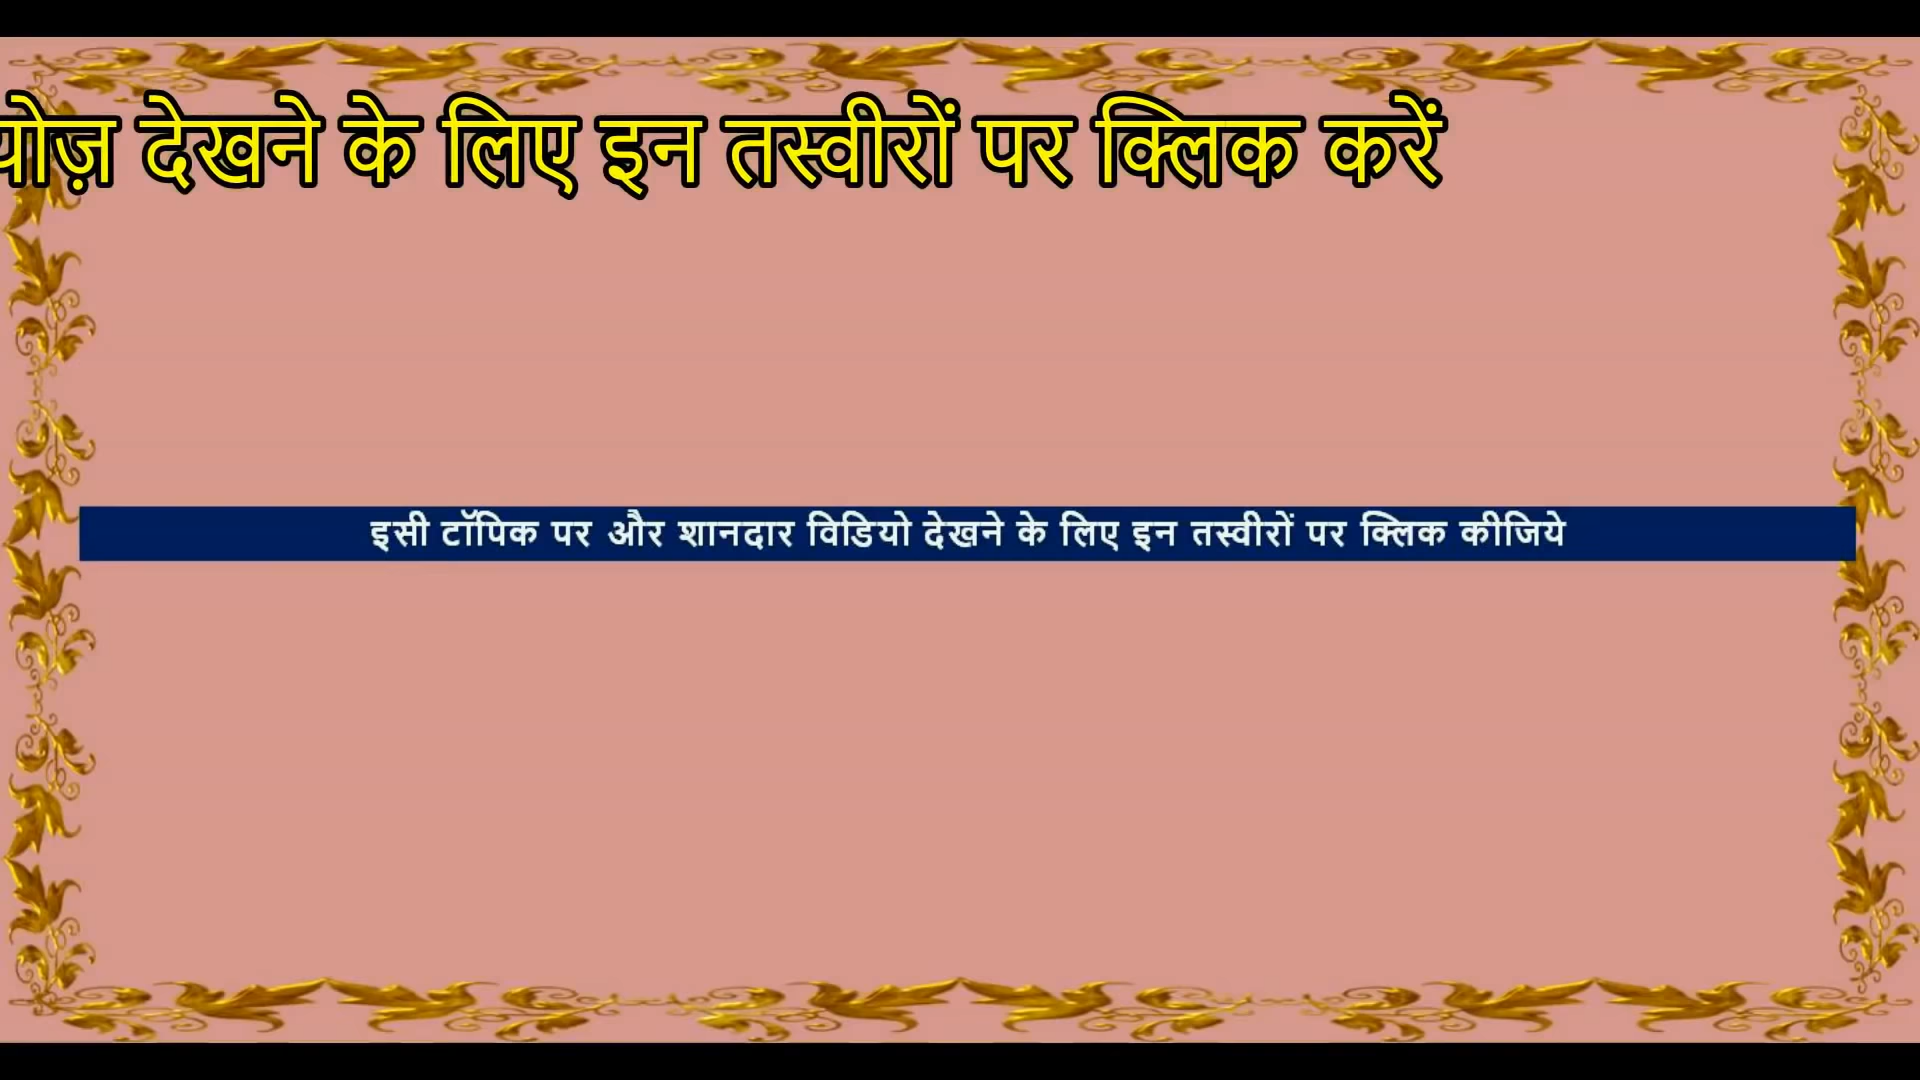 योज़ देखने के लिए इन तस्वीरों पर क्लिक करें
इसी टॉपिक पर और शानदार विडियो देखने के लिए इन तस्वीरों पर क्लिक कीजिये